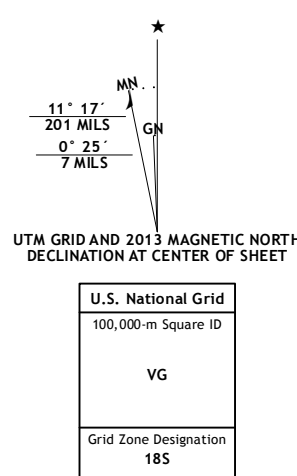 MN
11° 17´
201 MILS
GN
0° 25´
7 MILS
UTM GRID AND 2013 MAGNETIC NORTH
DECLINATION AT CENTER OF SHEET
U.S. National Grid
100,000-m Square ID
VG
Grid Zone Designation
18S